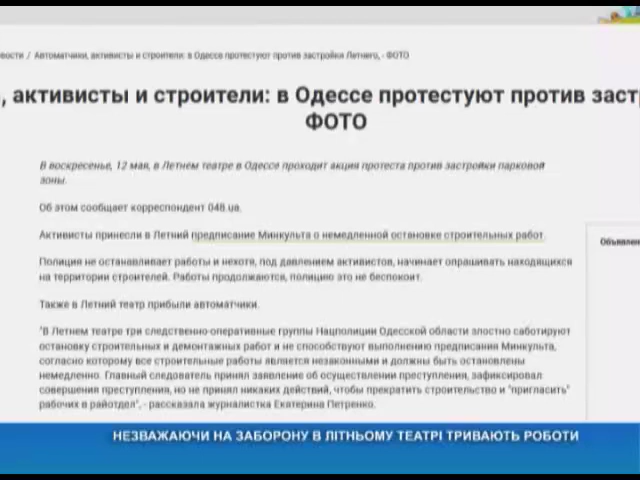 вости / Автоматчики, активисты и строители: в Одессе протестуют против застройки Летнего, - ФОТО
, активисты и строители: в Одессе протестуют против заст
ФОТО
В воскресенье, 12 мая, в Летнем театре в Одессе проходит акция протеста против застройки парковой
зоны.
Об этом сообщает корреспондент 048.ua.
Активисты принесли в Летний предписание Минкульта о немедленной остановке строительных работ.
Объявлен
Полиция не останавливает работы и нехотя, под давлением активистов, начинает опрашивать находящихся
на территории строителей. Работы продолжаются, полицию это не беспокоит.
Также в Летний театр прибыли автоматчики.
"В Летнем театре три следственно-оперативные группы Нацполиции Одесской области злостно саботируют
остановку строительных и демонтажных работ и не способствуют выполнению предписания Минкульта,
согласно которому все строительные работы является незаконными и должны быть остановлены
немедленно. Главный следователь принял заявление об осуществлении преступления, зафиксировал
совершения преступления, но не принял никаких действий, чтобы прекратить строительство и "пригласить"
рабочих в райотдел", - рассказала журналистка Екатерина Петренко.
НЕЗВАЖАЮЧИ НА ЗАБОРОНУ В ЛІТНЬОМУ ТЕАТРІ ТРИВАЮТЬ РОБОТИ